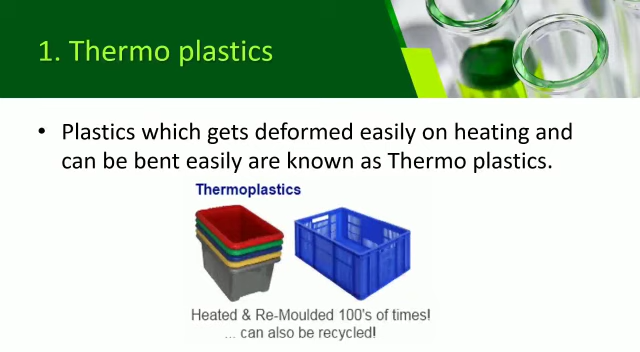 1. Thermo plastics
• Plastics which gets deformed easily on heating and
can be bent easily are known as Thermo plastics.
Thermoplastics
Heated & Re-Moulded 100's of times!
... can also be recycled!